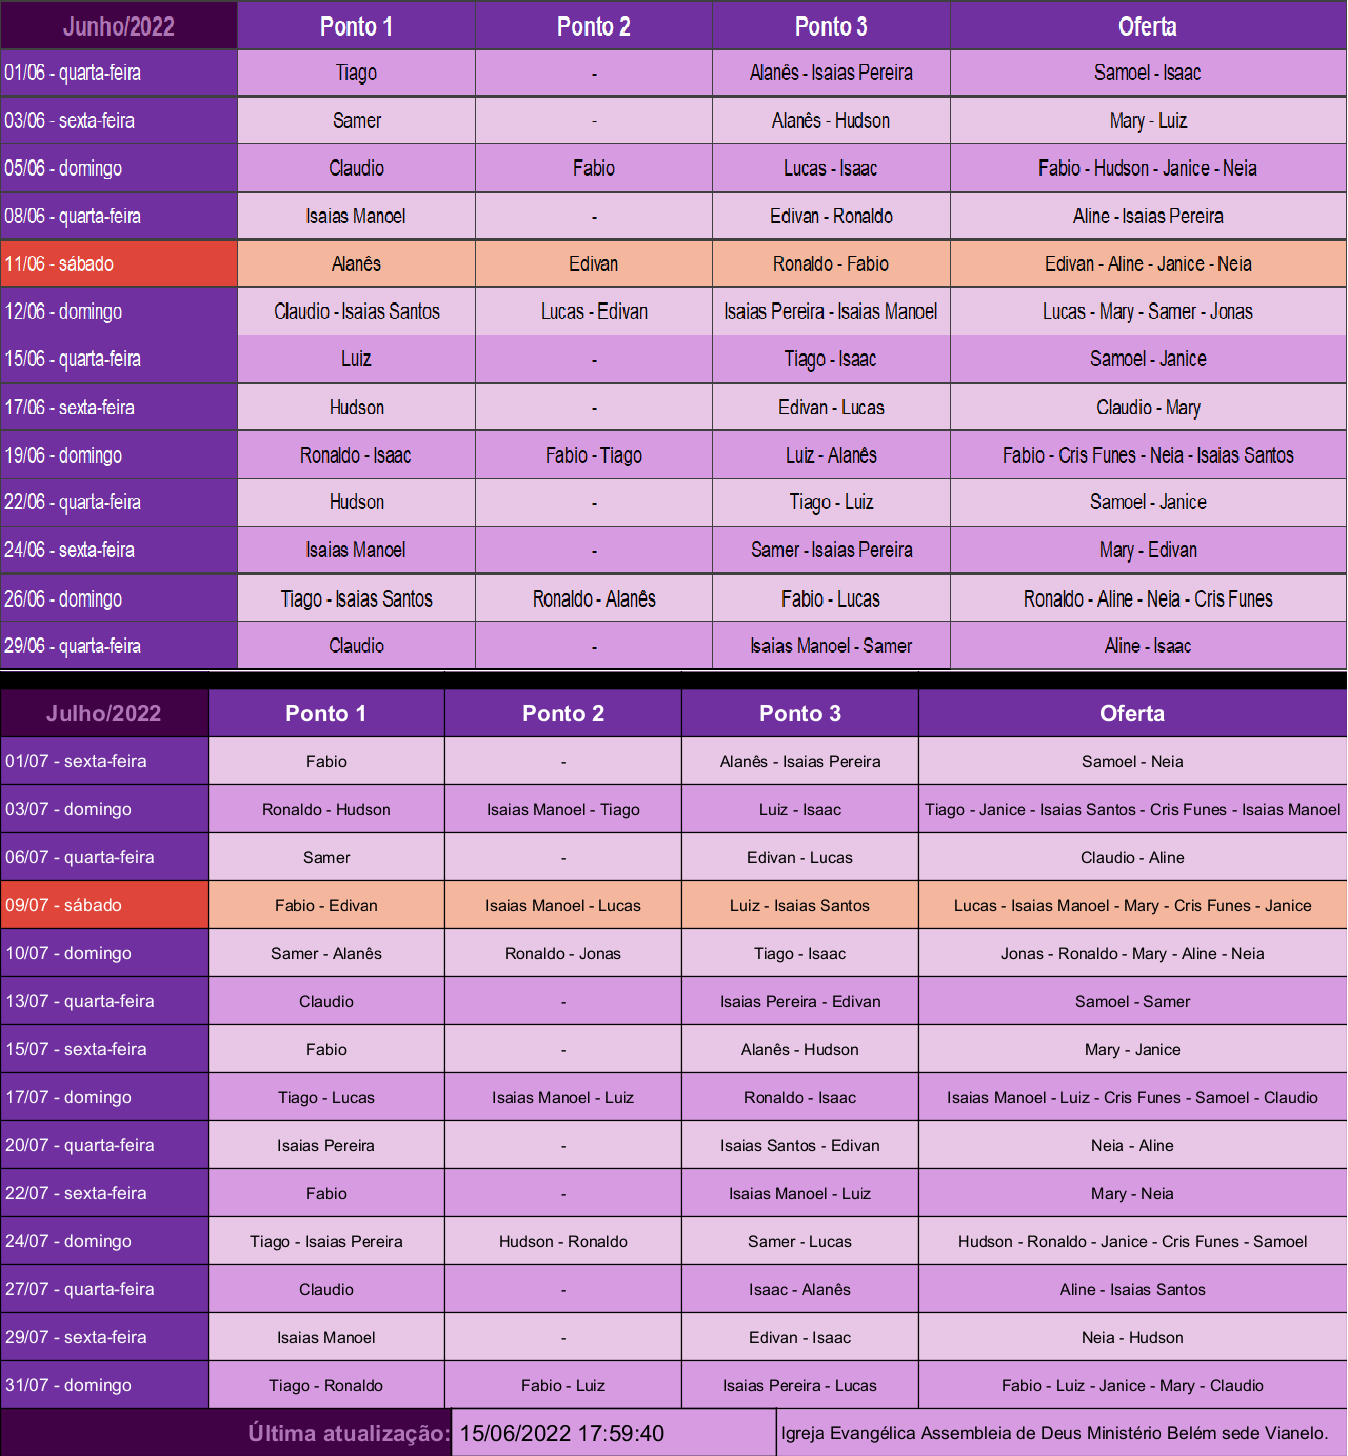 Junho/2022 Ponto 1 Ponto 2 Ponto 3 Oferta
01/06 - quarta-feira Tiago - Alanês - Isaias Pereira Samoel - Isaac
03/06 - sexta-feira Samer - Alanês - Hudson Mary - Luiz
05/06 - domingo Claudio Fabio Lucas - Isaac Fabio - Hudson - Janice - Neia
08/06 - quarta-feira Isaias Manoel - Edivan - Ronaldo Aline - Isaias Pereira
11/06 - sábado Alanês Edivan Ronaldo - Fabio Edivan - Aline - Janice - Neia
12/06 - domingo Claudio - Isaias Santos Lucas - Edivan Isaias Pereira - Isaias Manoel Lucas - Mary - Samer - Jonas
15/06 - quarta-feira Luiz - Tiago - Isaac Samoel - Janice
17/06 - sexta-feira Hudson - Edivan - Lucas Claudio - Mary
19/06 - domingo Ronaldo - Isaac Fabio - Tiago Luiz - Alanês Fabio - Cris Funes - Neia - Isaias Santos
22/06 - quarta-feira Hudson - Tiago - Luiz Samoel - Janice
24/06 - sexta-feira Isaias Manoel - Samer - Isaias Pereira Mary - Edivan
26/06 - domingo Tiago - Isaias Santos Ronaldo - Alanês Fabio - Lucas Ronaldo - Aline - Neia - Cris Funes
29/06 - quarta-feira Claudio - Isaias Manoel - Samer Aline - Isaac
Julho/2022 Ponto 1 Ponto 2 Ponto 3 Oferta
01/07 - sexta-feira Fabio - Alanês - Isaias Pereira Samoel - Neia
03/07 - domingo Ronaldo - Hudson Isaias Manoel - Tiago Luiz - Isaac Tiago - Janice - Isaias Santos - Cris Funes - Isaias Manoel
06/07 - quarta-feira Samer - Edivan - Lucas Claudio - Aline
09/07 - sábado Fabio - Edivan Isaias Manoel - Lucas Luiz - Isaias Santos Lucas - Isaias Manoel - Mary - Cris Funes - Janice
10/07 - domingo Samer - Alanês Ronaldo - Jonas Tiago - Isaac Jonas - Ronaldo - Mary - Aline - Neia
13/07 - quarta-feira Claudio - Isaias Pereira - Edivan Samoel - Samer
15/07 - sexta-feira Fabio - Alanês - Hudson Mary - Janice
17/07 - domingo Tiago - Lucas Isaias Manoel - Luiz Ronaldo - Isaac Isaias Manoel - Luiz - Cris Funes - Samoel - Claudio
20/07 - quarta-feira Isaias Pereira - Isaias Santos - Edivan Neia - Aline
22/07 - sexta-feira Fabio - Isaias Manoel - Luiz Mary - Neia
24/07 - domingo Tiago - Isaias Pereira Hudson - Ronaldo Samer - Lucas Hudson - Ronaldo - Janice - Cris Funes - Samoel
27/07 - quarta-feira Claudio - Isaac - Alanês Aline - Isaias Santos
29/07 - sexta-feira Isaias Manoel - Edivan - Isaac Neia - Hudson
31/07 - domingo Tiago - Ronaldo Fabio - Luiz Isaias Pereira - Lucas Fabio - Luiz - Janice - Mary - Claudio
Última atualização: 15/06/2022 17:59:40 Igreja Evangélica Assembleia de Deus Ministério Belém sede Vianelo.